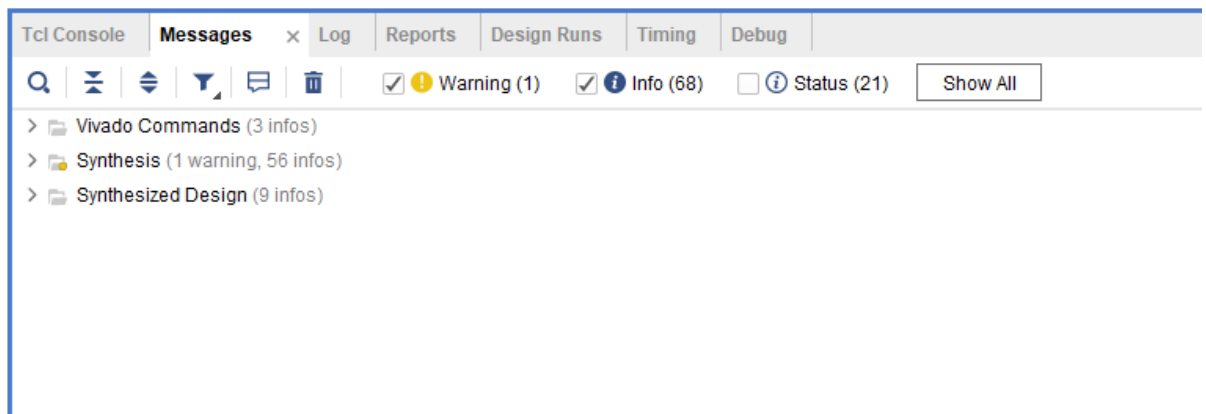 Tcl Console Messages Log Reports Design Runs Timing Debug
Warning (1) Info (68) Status (21) Show All
Vivado Commands (3 infos)
Synthesis (1 warning, 56 infos)
Synthesized Design (9 infos)